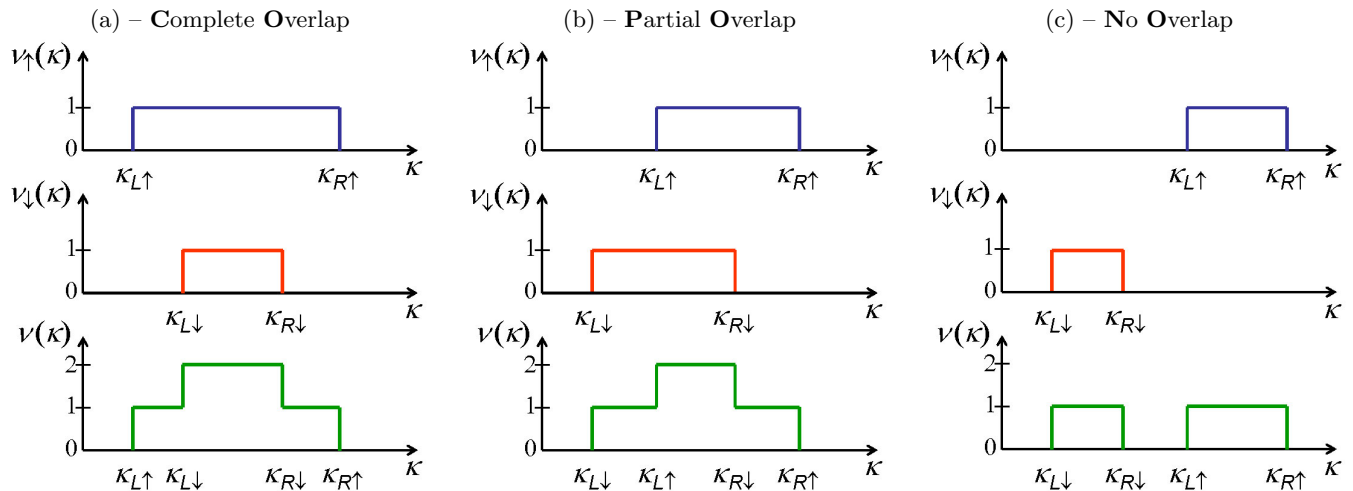 (a) – Complete Overlap
ν↑(κ)
1
0
κL↑
κR↑
κ
ν↓(κ)
1
0
κL↓
κR↓
κ
ν(κ)
2
1
0
κL↑
κL↓
κR↓
κR↑
κ
(b) – Partial Overlap
ν↑(κ)
1
0
κL↑
κR↑
κ
ν↓(κ)
1
0
κL↓
κR↓
κ
ν(κ)
2
1
0
κL↓
κL↑
κR↓
κR↑
κ
(c) – No Overlap
ν↑(κ)
1
0
κL↑
κR↑
κ
ν↓(κ)
1
0
κL↓
κR↓
κ
ν(κ)
2
1
0
κL↓
κR↓
κL↑
κR↑
κ